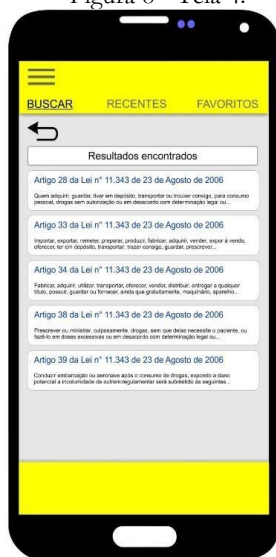 Figura 6 - Tela 4.
BUSCAR RECENTES FAVORITOS
Resultados encontrados
Artigo 28 da Lei n° 11.343 de 23 de Agosto de 2006
Quem adquirir, guardar, tiver em depósito, transportar ou trouxer consigo, para consumo
pessoal, drogas sem autorização ou em desacordo com determinação legal ou...
Artigo 33 da Lei n° 11.343 de 23 de Agosto de 2006
Importar, exportar, remeter, preparar, produzir, fabricar, adquirir, vender, expor à venda,
oferecer, ter em depósito, transportar, trazer consigo, guardar, prescrever...
Artigo 34 da Lei n° 11.343 de 23 de Agosto de 2006
Fabricar, adquirir, utilizar, transportar, oferecer, vender, distribuir, entregar a qualquer
título, possuir, guardar ou fornecer, ainda que gratuitamente, maquinário, aparelho...
Artigo 38 da Lei n° 11.343 de 23 de Agosto de 2006
Prescrever ou ministrar, culposamente, drogas, sem que delas necessite o paciente, ou
fazê-lo em doses excessivas ou em desacordo com determinação legal ou...
Artigo 39 da Lei n° 11.343 de 23 de Agosto de 2006
Conduzir embarcação ou aeronave após o consumo de drogas, expondo a dano
potencial a incolumidade de outrem: será às seguintes...